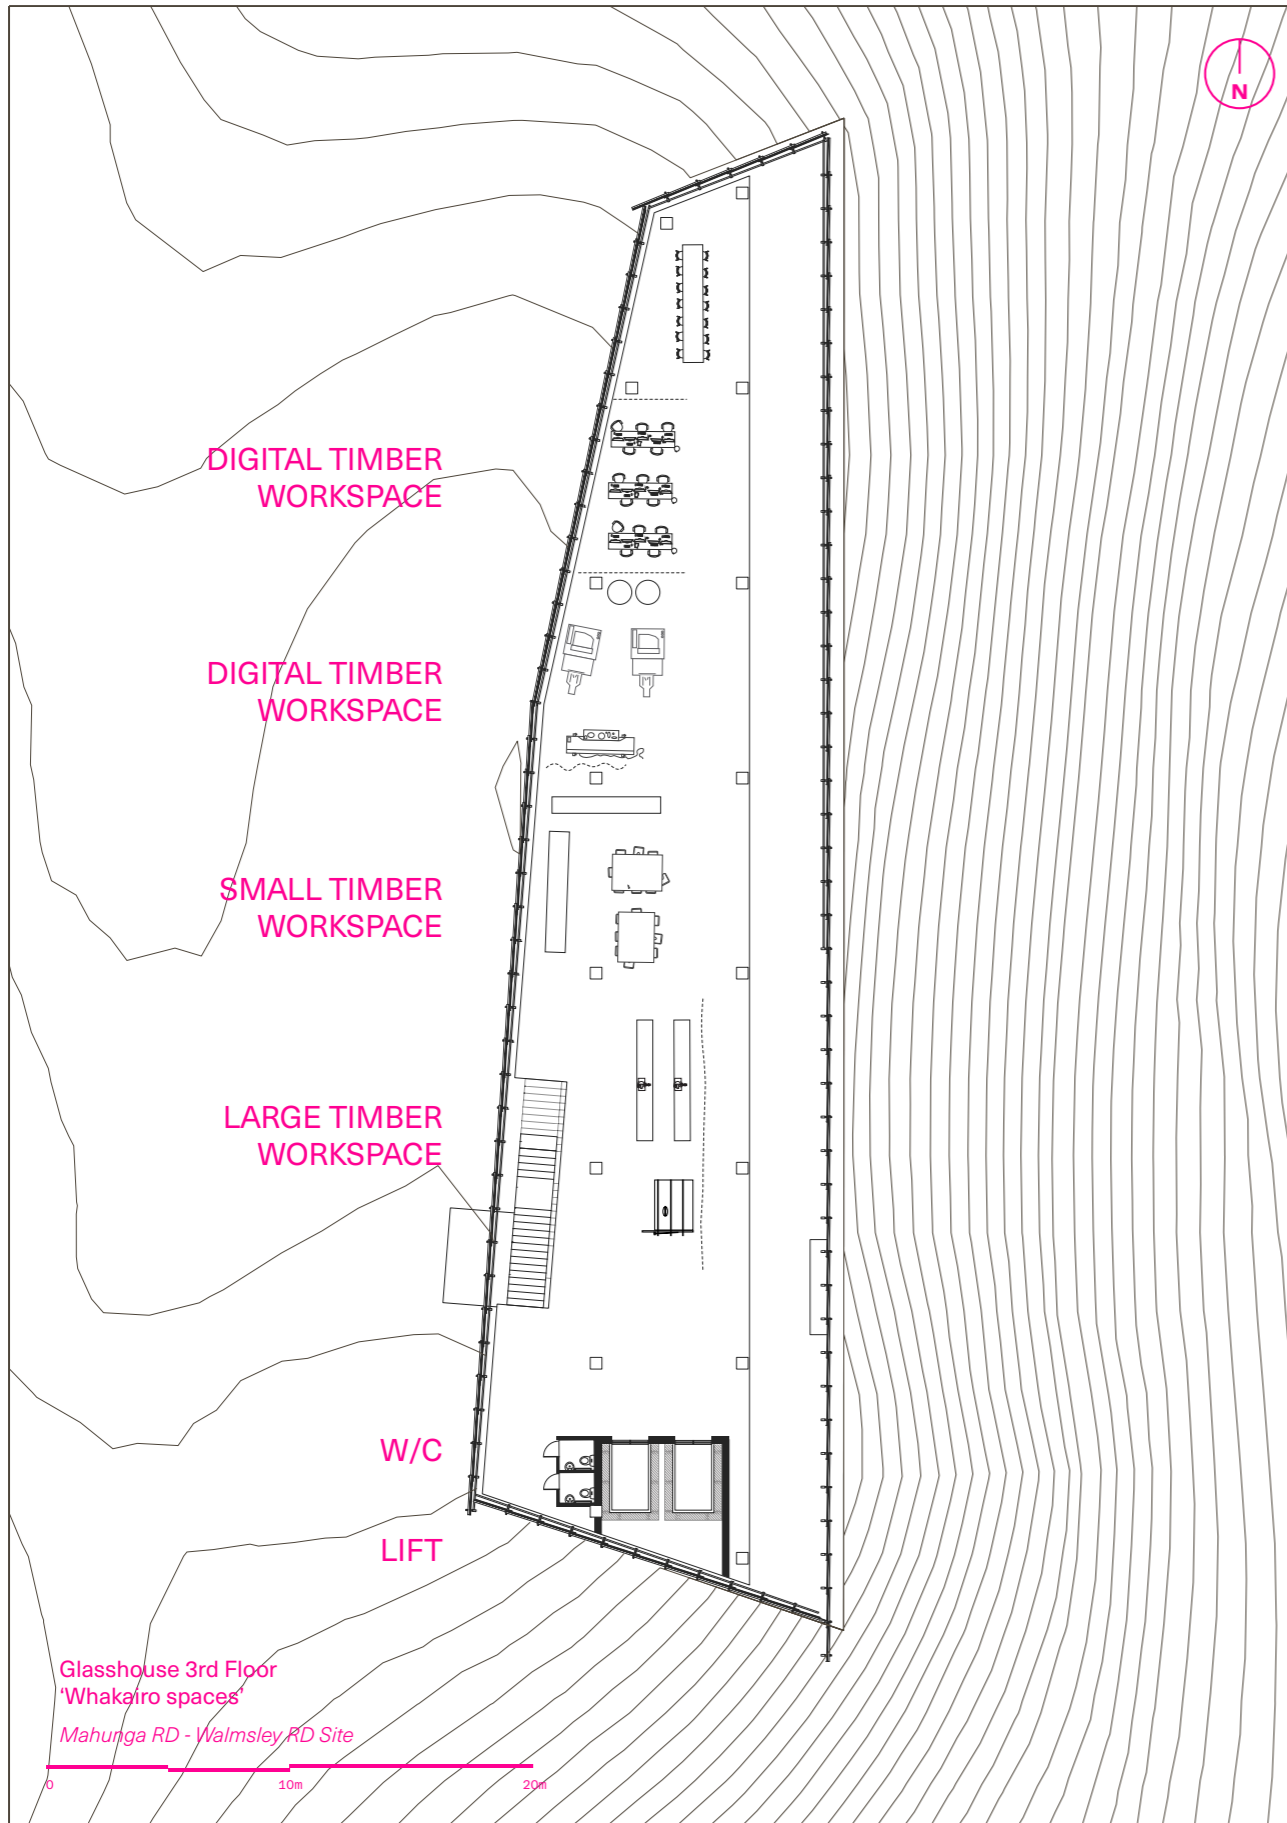 N
DIGITAL TIMBER
WORKSPACE
DIGITAL TIMBER
WORKSPACE
SMALL TIMBER
WORKSPACE
LARGE TIMBER
WORKSPACE
W/C
LIFT
Glasshouse 3rd Floor
‘Whakairo spaces’
Mahunga RD - Walmsley RD Site
0 10m 20m